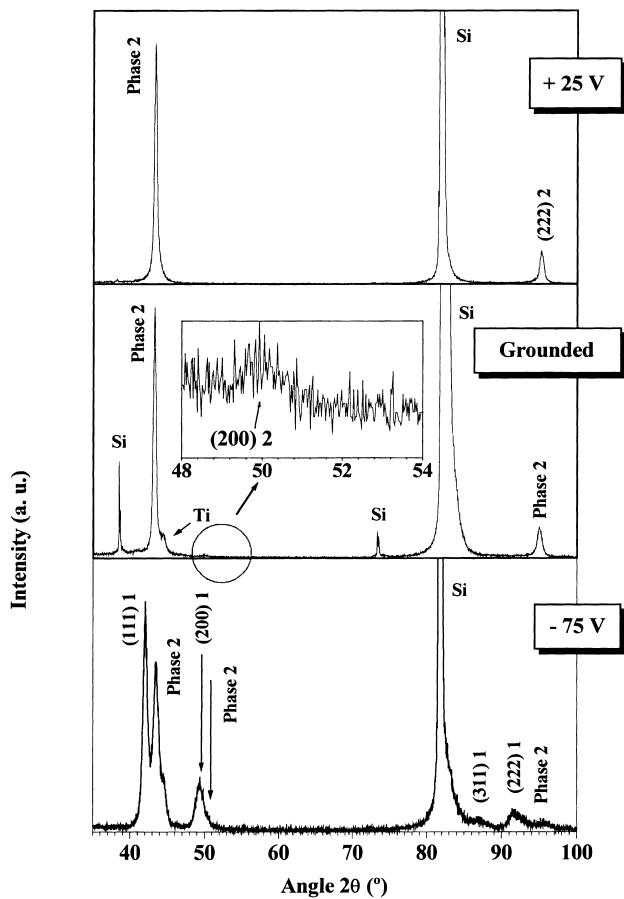 Phase 2
Si
+ 25 V
(222) 2
Phase 2
Si
Grounded
(200) 2
48 50 52 54
Si
Ti
Si
Phase 2
Intensity (a. u.)
(111) 1
Phase 2
(200) 1
Phase 2
Si
- 75 V
(311) 1
(222) 1
Phase 2
40 50 60 70 80 90 100
Angle 2θ (º)